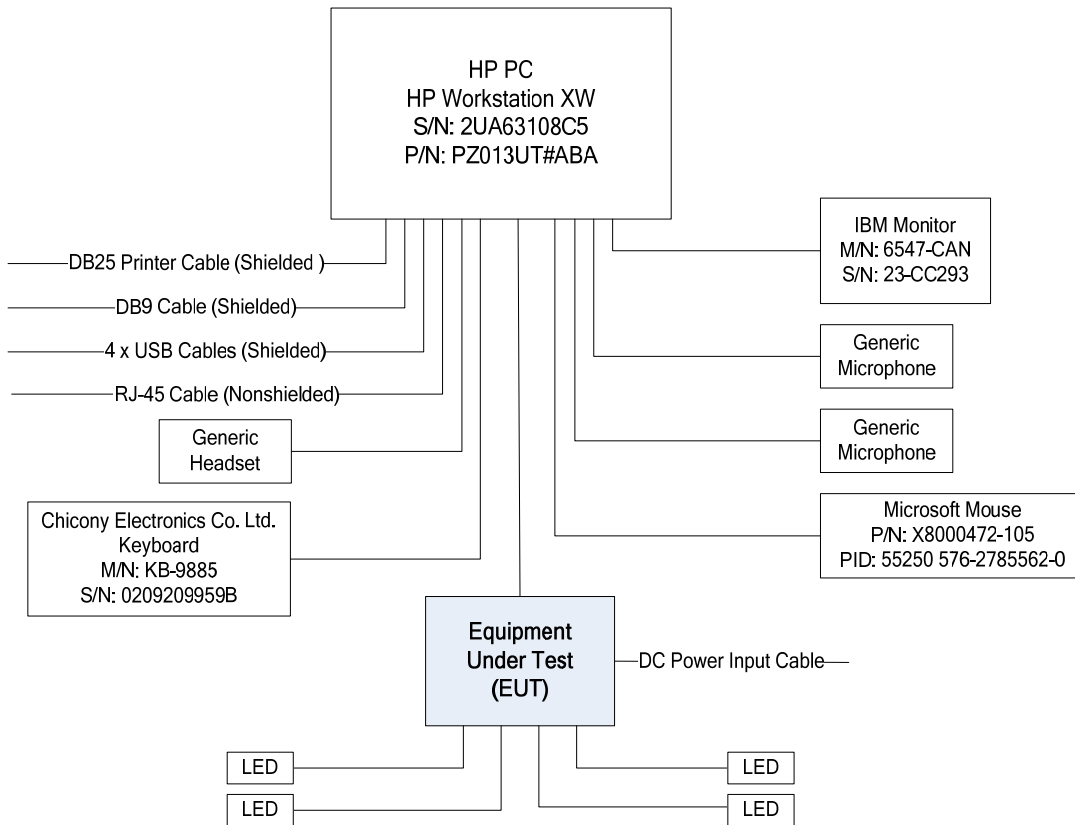 HP PC
HP Workstation XW
S/N: 2UA63108C5
P/N: PZ013UT#ABA
DB25 Printer Cable (Shielded )
DB9 Cable (Shielded)
4 x USB Cables (Shielded)
RJ-45 Cable (Nonshielded)
Generic
Headset
Chicony Electronics Co. Ltd.
Keyboard
M/N: KB-9885
S/N: 0209209959B
IBM Monitor
M/N: 6547-CAN
S/N: 23-CC293
Generic
Microphone
Generic
Microphone
Microsoft Mouse
P/N: X8000472-105
PID: 55250 576-2785562-0
Equipment
Under Test
(EUT)
DC Power Input Cable
LED
LED
LED
LED